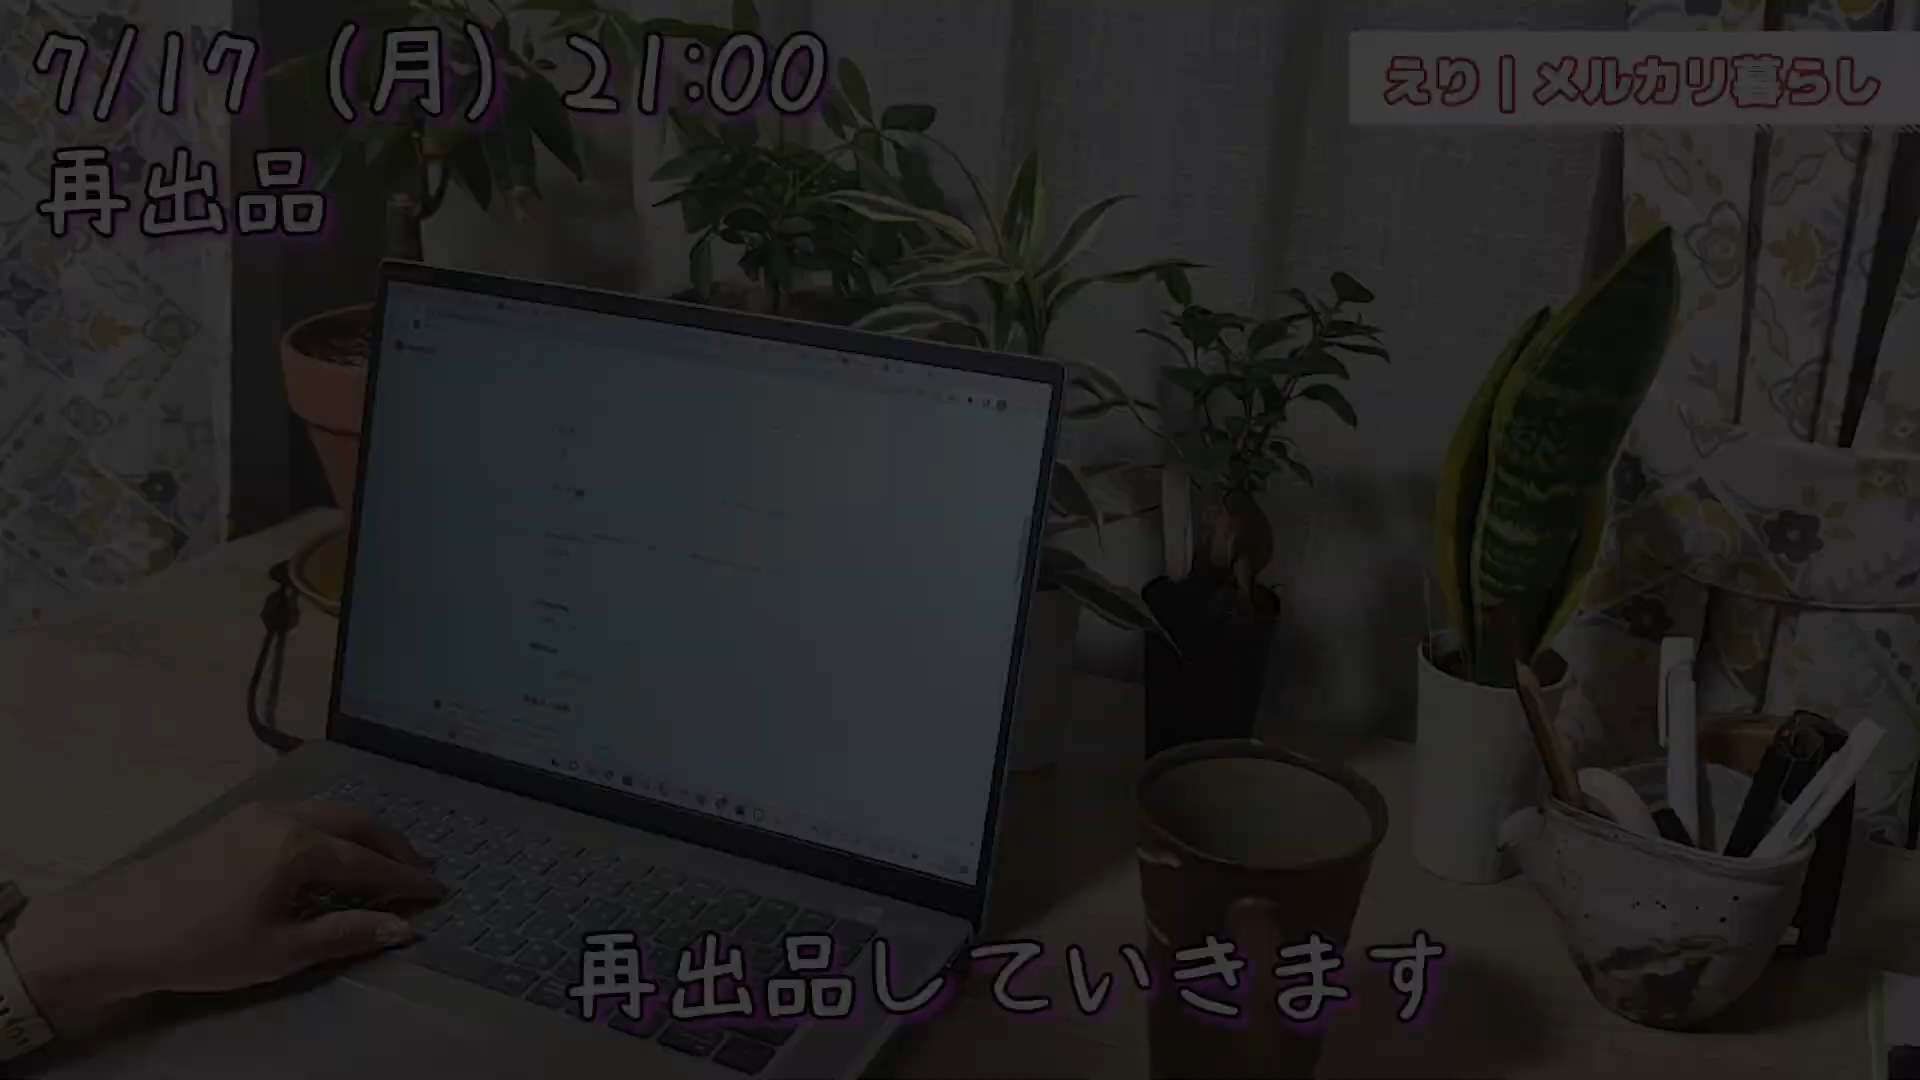 7/17（月）21:00
えり | メルカリ暮らし
再出品
再出品していきます